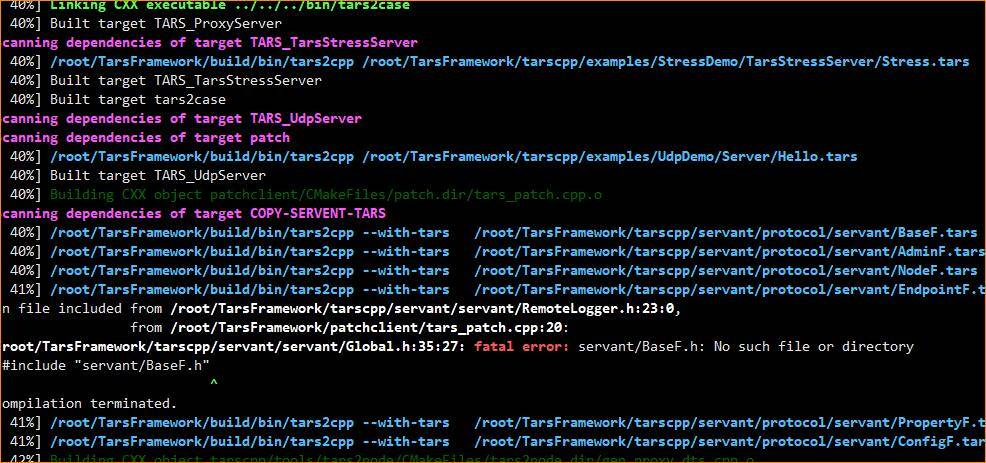 40%] Linking CXX executable ../../../bin/tars2case
40%] Built target TARS_ProxyServer
canning dependencies of target TARS_TarsStressServer
40%] /root/TarsFramework/build/bin/tars2cpp /root/TarsFramework/tarscpp/examples/StressDemo/TarsStressServer/Stress.tars
40%] Built target TARS_TarsStressServer
40%] Built target tars2case
canning dependencies of target TARS_UdpServer
canning dependencies of target patch
40%] /root/TarsFramework/build/bin/tars2cpp /root/TarsFramework/tarscpp/examples/UdpDemo/Server/Hello.tars
40%] Built target TARS_UdpServer
40%] Building CXX object patchclient/CMakeFiles/patch.dir/tars_patch.cpp.o
canning dependencies of target COPY-SERVENT-TARS
40%] /root/TarsFramework/build/bin/tars2cpp --with-tars   /root/TarsFramework/tarscpp/servant/protocol/servant/BaseF.tars
40%] /root/TarsFramework/build/bin/tars2cpp --with-tars   /root/TarsFramework/tarscpp/servant/protocol/servant/AdminF.tars
40%] /root/TarsFramework/build/bin/tars2cpp --with-tars   /root/TarsFramework/tarscpp/servant/protocol/servant/NodeF.tars
41%] /root/TarsFramework/build/bin/tars2cpp --with-tars   /root/TarsFramework/tarscpp/servant/protocol/servant/EndpointF.t
n file included from /root/TarsFramework/tarscpp/servant/servant/RemoteLogger.h:23:0,
from /root/TarsFramework/patchclient/tars_patch.cpp:20:
root/TarsFramework/tarscpp/servant/servant/Global.h:35:27: fatal error: servant/BaseF.h: No such file or directory
#include "servant/BaseF.h"
^
ompilation terminated.
41%] /root/TarsFramework/build/bin/tars2cpp --with-tars   /root/TarsFramework/tarscpp/servant/protocol/servant/PropertyF.t
41%] /root/TarsFramework/build/bin/tars2cpp --with-tars   /root/TarsFramework/tarscpp/servant/protocol/servant/ConfigF.tar
42%] Building CXX object tarscpp/tools/tars2node/CMakeFiles/tars2node.dir/gen_proxy_dts.cpp.o